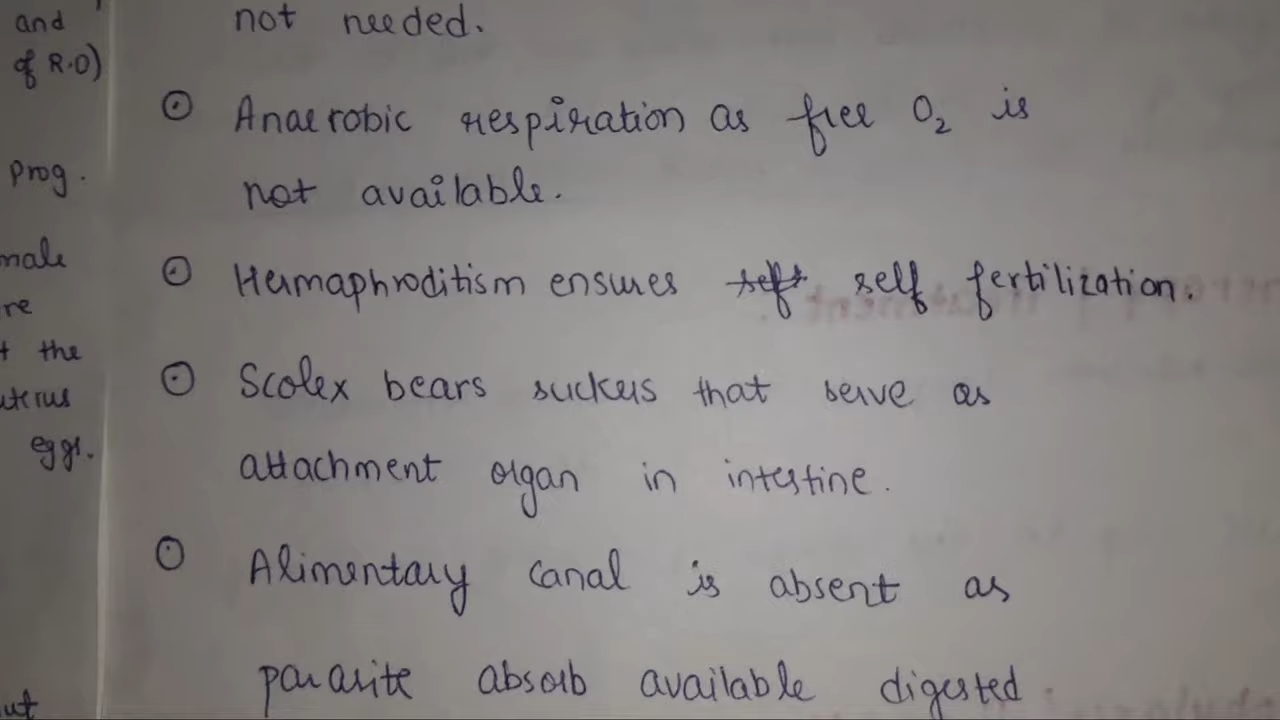 and
of R.O)
prog.
male
re
t the
uterus
eggs.
ut
not needed.
⊙ Anaerobic respiration as free O₂ is
not available.
⊙ Hermaphroditism ensures self self fertilization.
⊙ Scolex bears suckers that serve as
attachment organ in intestine.
⊙ Alimentary canal is absent as
parasite absorb available digested